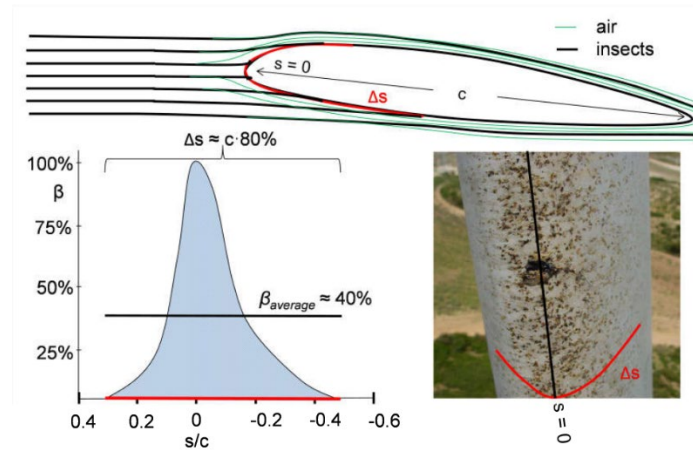 air
insects
s = 0
c
Δs
Δs ≈ c·80%
100%
β
75%
50%
25%
βaverage ≈ 40%
0.4 0.2 0 -0.2 -0.4 -0.6
s/c
Δs
s = 0